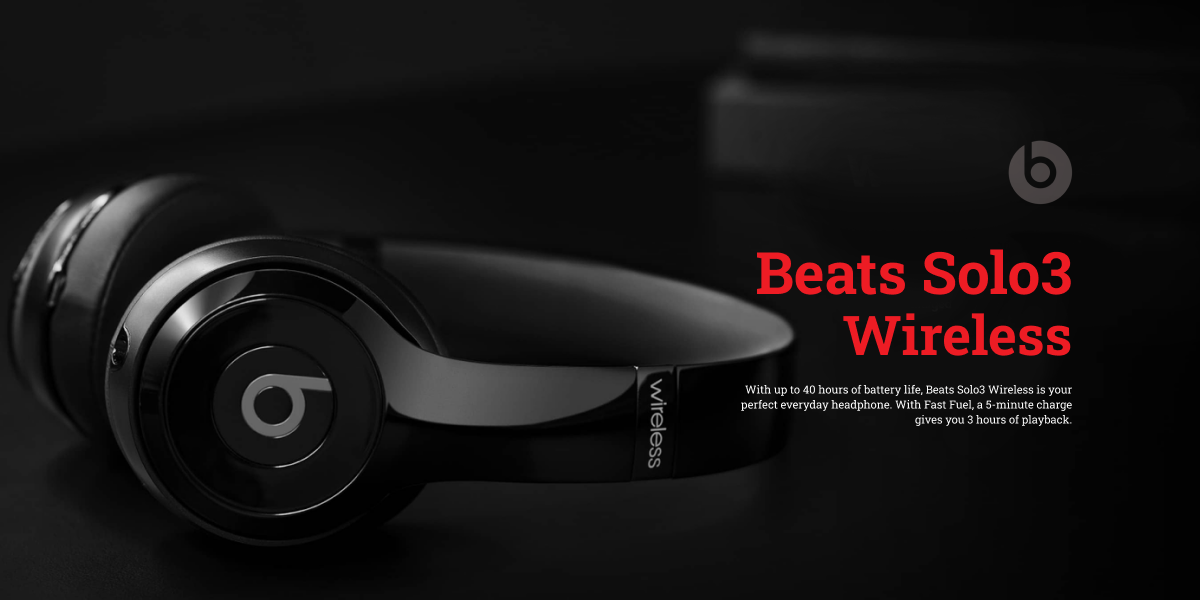 b
Beats Solo3
Wireless
With up to 40 hours of battery life, Beats Solo3 Wireless is your
perfect everyday headphone. With Fast Fuel, a 5-minute charge
gives you 3 hours of playback.
b
wireless